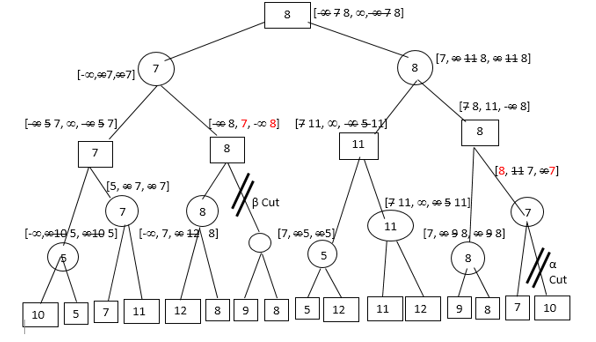 8 [-∞ 7 8, ∞, -∞ 7 8]
[-∞,∞7,∞7] 7
8 [7, ∞ 11 8, ∞ 11 8]
[-∞ 5 7, ∞, -∞ 5 7]
[-∞ 8, 7, -∞ 8]
[7 11, ∞, -∞ 5 11]
[7 8, 11, -∞ 8]
7
8
11
8
[5, ∞ 7, ∞ 7]
β Cut
[8, 11 7, ∞7]
7
8
[7 11, ∞, ∞ 5 11]
11
7
[-∞,∞10 5, ∞10 5]
[-∞, 7, ∞ 12 8]
[7, ∞5, ∞5]
[7, ∞ 9 8, ∞ 9 8]
5
5
8
α
Cut
10 5 7 11 12 8 9 8 5 12 11 12 9 8 7 10